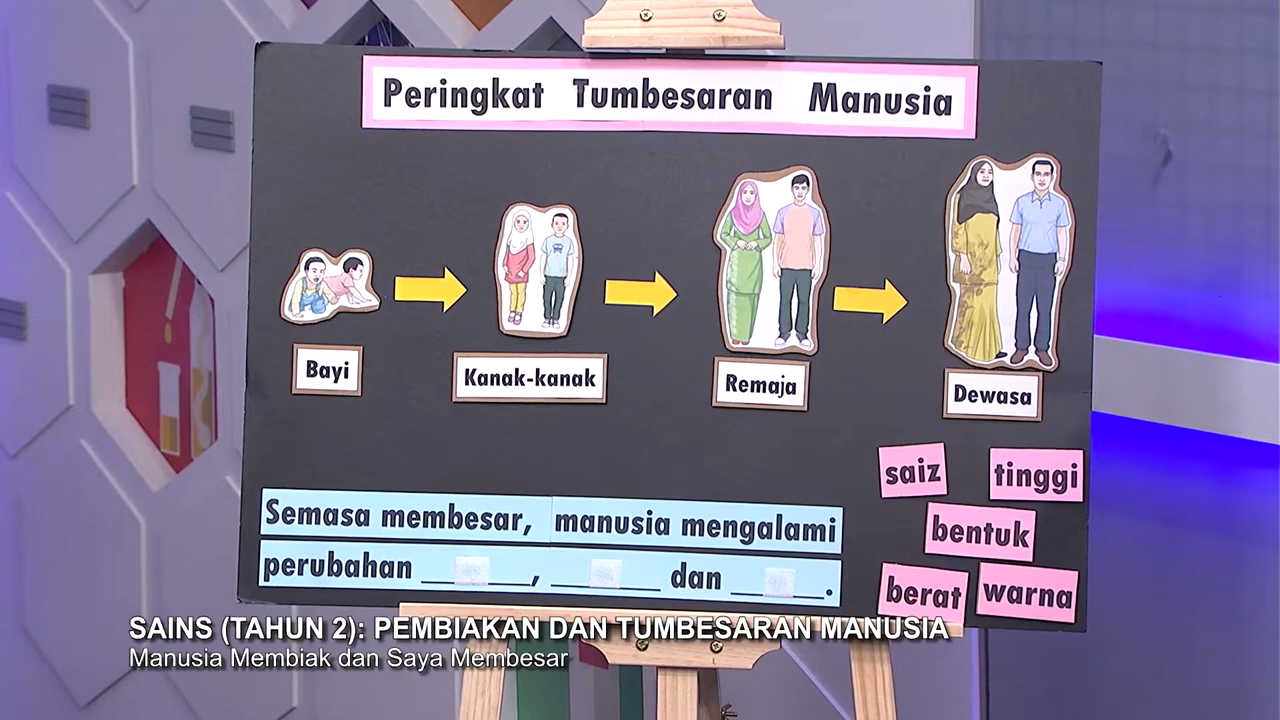 Peringkat Tumbesaran Manusia
Bayi
Kanak-kanak
Remaja
Dewasa
saiz
tinggi
bentuk
berat
warna
Semasa membesar, manusia mengalami
perubahan ______, ______ dan ______.
SAINS (TAHUN 2): PEMBIAKAN DAN TUMBESARAN MANUSIA
Manusia Membiak dan Saya Membesar